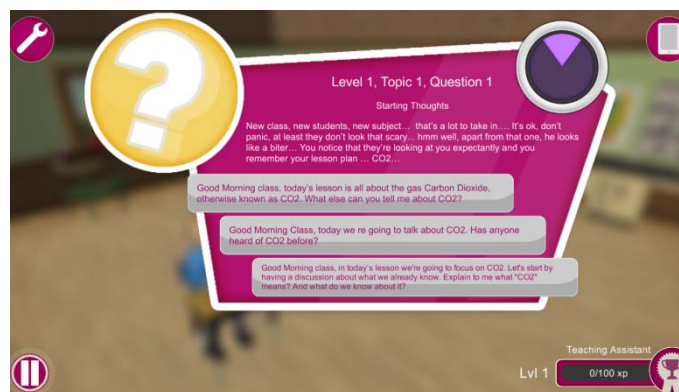 Level 1, Topic 1, Question 1
Starting Thoughts
New class, new students, new subject… that's a lot to take in…. It's ok, don't
panic, at least they don't look that scary... hmm well, apart from that one, he looks
like a biter… You notice that they're looking at you expectantly and you
remember your lesson plan … CO2…
Good Morning class, today's lesson is all about the gas Carbon Dioxide,
otherwise known as CO2. What else can you tell me about CO2?
Good Morning Class, today we re going to talk about CO2. Has anyone
heard of CO2 before?
Good Morning class, in today's lesson we're going to focus on CO2. Let's start by
having a discussion about what we already know. Explain to me what "CO2"
means? And what do we know about it?
Teaching Assistant
Lvl 1
0/100 xp